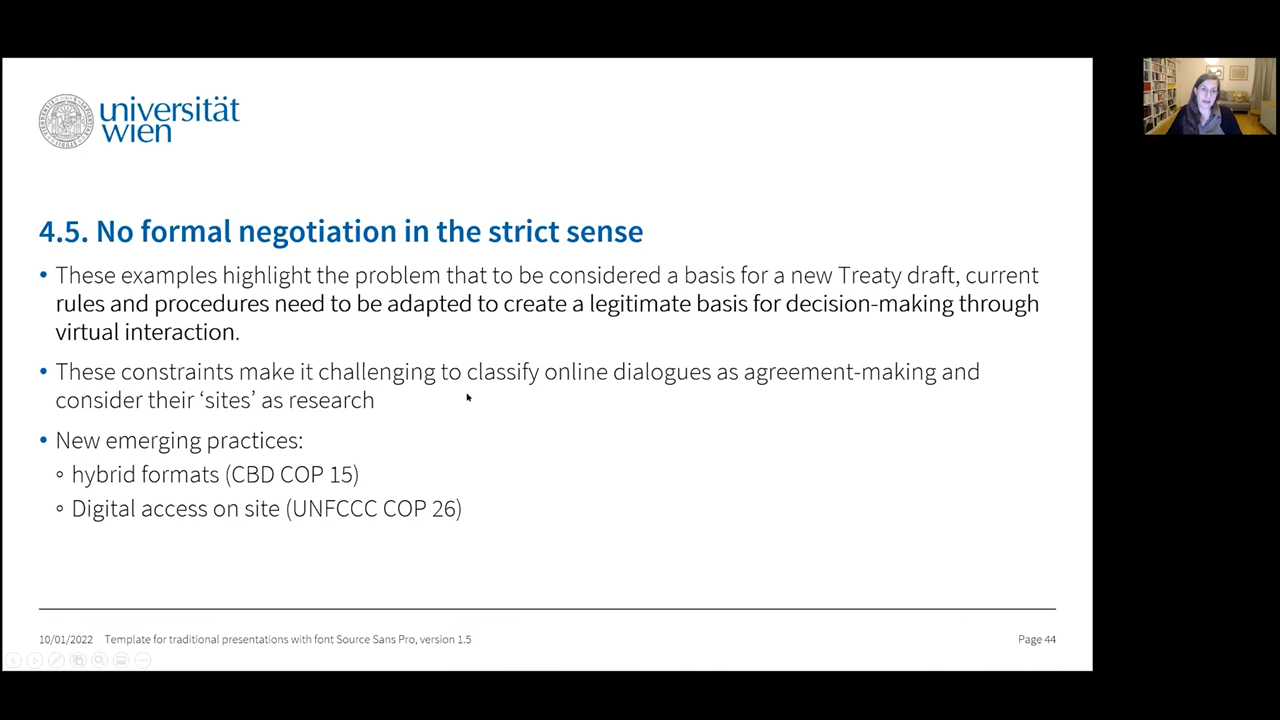 universität
wien
4.5. No formal negotiation in the strict sense
• These examples highlight the problem that to be considered a basis for a new Treaty draft, current
rules and procedures need to be adapted to create a legitimate basis for decision-making through
virtual interaction.
• These constraints make it challenging to classify online dialogues as agreement-making and
consider their ‘sites’ as research
• New emerging practices:
◦ hybrid formats (CBD COP 15)
◦ Digital access on site (UNFCCC COP 26)
10/01/2022 Template for traditional presentations with font Source Sans Pro, version 1.5
Page 44